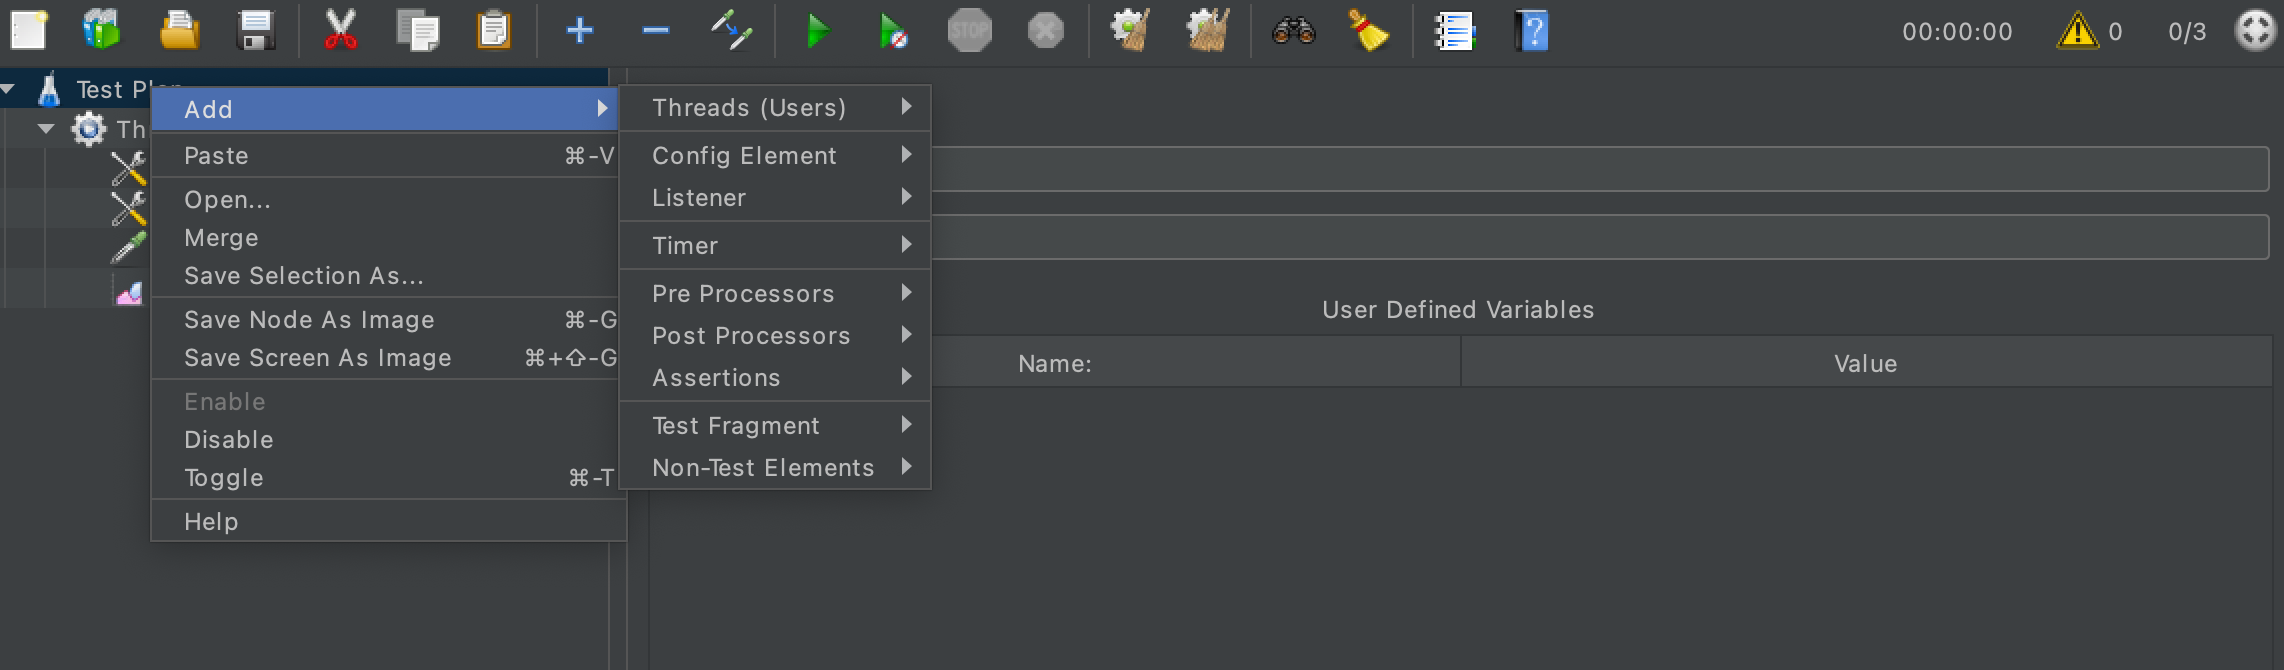 STOP
00:00:00
0
0/3
Test Plan
Add
Th
Paste ⌘-V
Open...
Merge
Save Selection As...
Save Node As Image ⌘-G
Save Screen As Image ⌘+⇧-G
Enable
Disable
Toggle ⌘-T
Help
Threads (Users)
Config Element
Listener
Timer
Pre Processors
Post Processors
Assertions
Test Fragment
Non-Test Elements
User Defined Variables
Name: Value